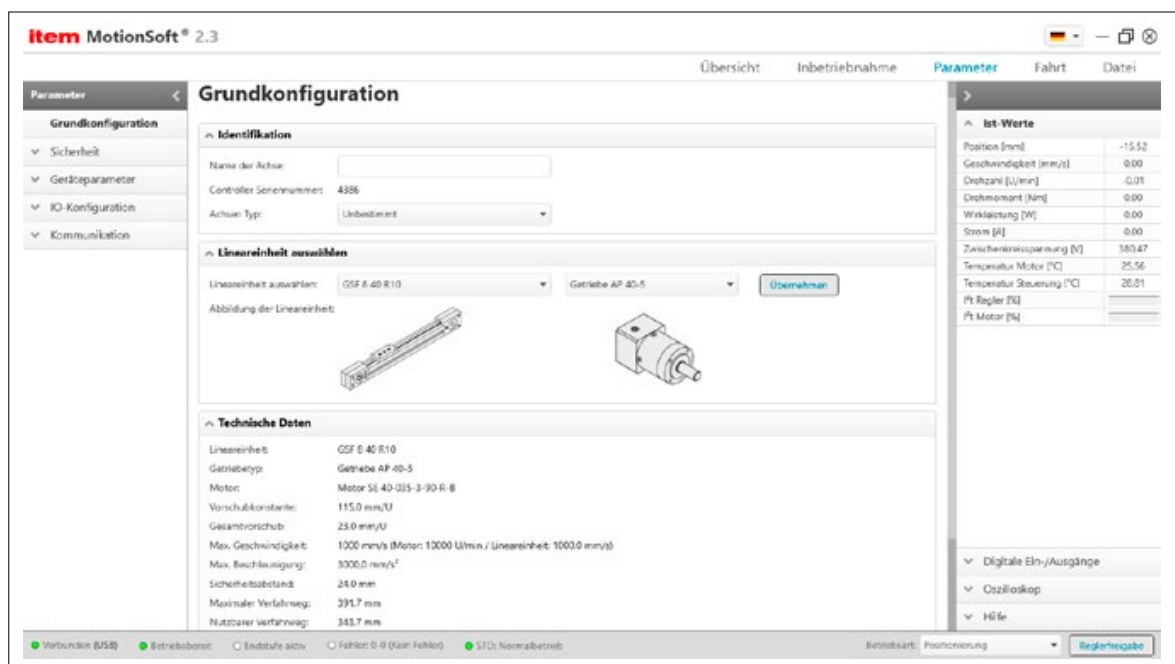 item MotionSoft® 2.3
Übersicht Inbetriebnahme Parameter Fahrt Datei
Parameter
Grundkonfiguration
Sicherheit
Geräteparameter
IO-Konfiguration
Kommunikation
Grundkonfiguration
Identifikation
Name der Achse:
Controller Seriennummer: 4386
Achsen Typ: Unbestimmt
Lineareinheit auswählen
Lineareinheit auswählen: GSF 8 40 R10 Getriebe AP 40-5 Übernehmen
Abbildung der Lineareinheit:
Technische Daten
Lineareinheit: GSF 8 40 R10
Getriebetyp: Getriebe AP 40-5
Motor: Motor SE 40-035-3-90-R-B
Vorschubkonstante: 115.0 mm/U
Gesamtvorschub: 23.0 mm/U
Max. Geschwindigkeit: 1000 mm/s (Motor: 10000 U/min / Lineareinheit: 1000.0 mm/s)
Max. Beschleunigung: 3000.0 mm/s²
Sicherheitsabstand: 24.0 mm
Maximaler Verfahrweg: 391.7 mm
Nutzbarer Verfahrweg: 343.7 mm
Ist-Werte
Position [mm] -15.52
Geschwindigkeit [mm/s] 0.00
Drehzahl [U/min] -0.01
Drehmoment [Nm] 0.00
Wirkleistung [W] 0.00
Strom [A] 0.00
Zwischenkreisspannung [V] 380.47
Temperatur Motor [°C] 25.56
Temperatur Steuerung [°C] 28.81
I²t Regler [%]
I²t Motor [%]
Digitale Ein-/Ausgänge
Oszilloskop
Hilfe
Verbunden (USB) Betriebsbereit Endstufe aktiv Fehler: 0-0 (Kein Fehler) STO: Normalbetrieb Betriebsart: Positionierung Reglerfreigabe